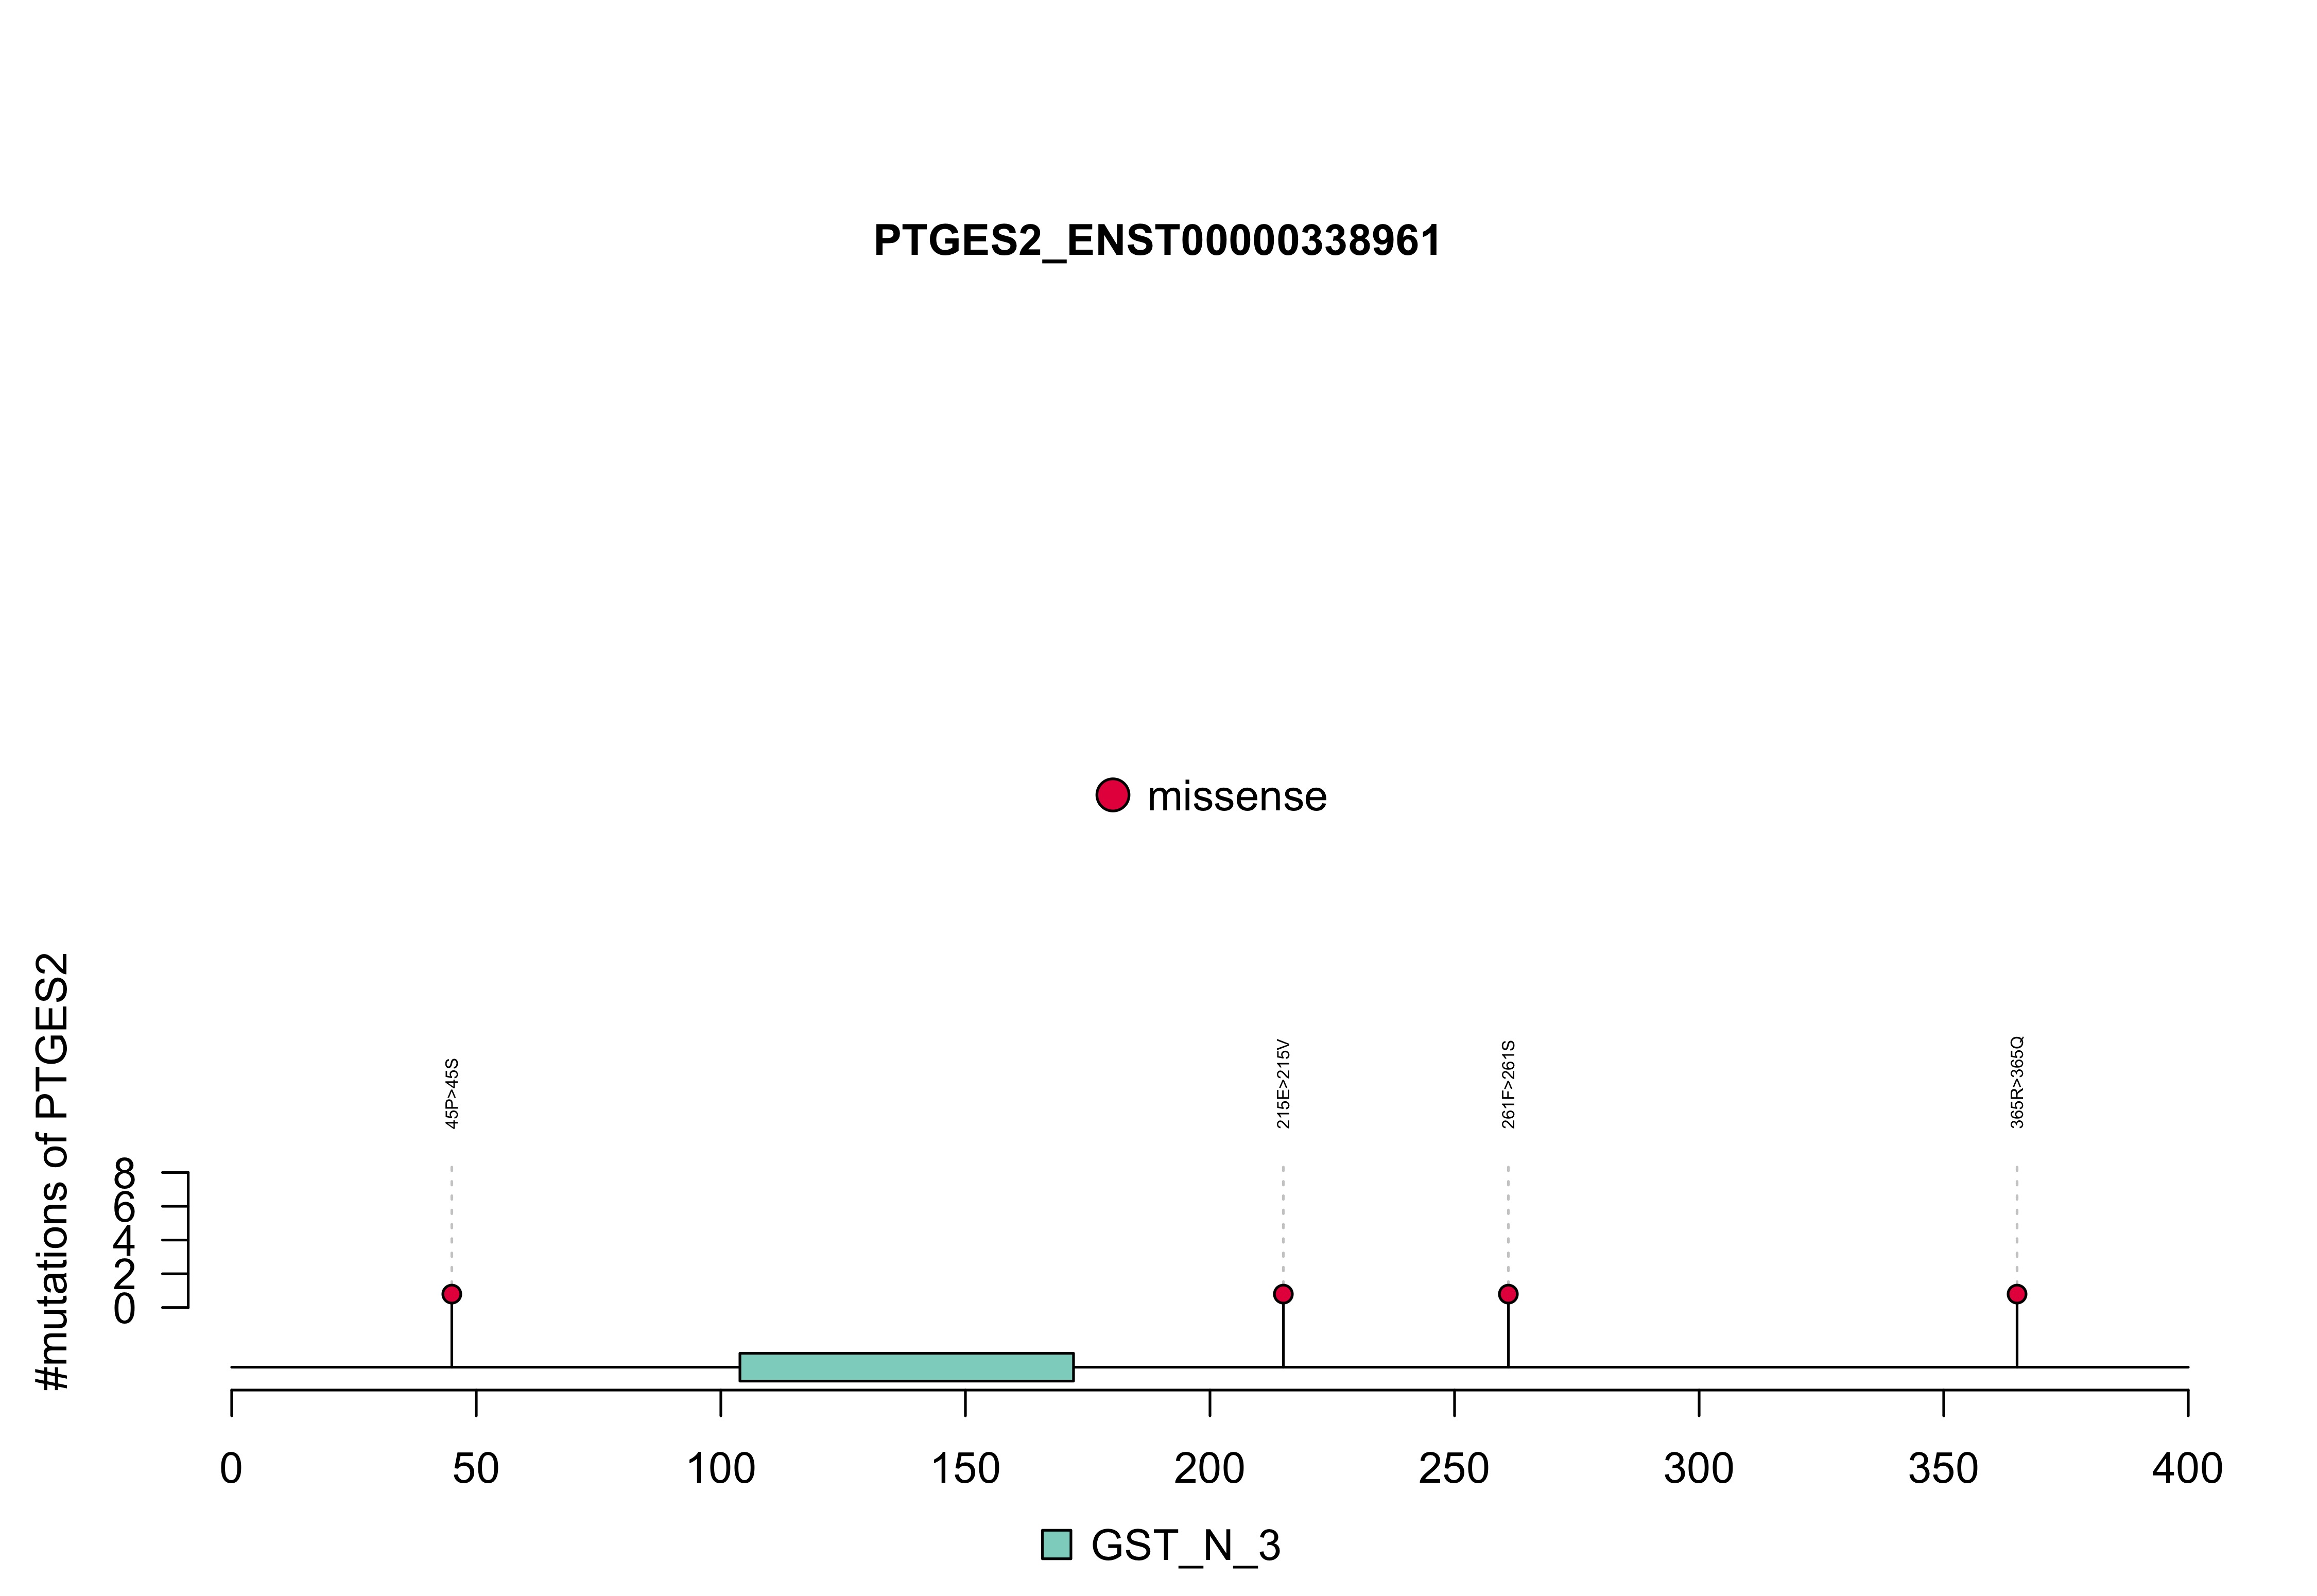 PTGES2_ENST00000338961
missense
#mutations of PTGES2
45P>45S
215E>215V
261F>261S
365R>365Q
8
6
4
2
0
0 50 100 150 200 250 300 350 400
GST_N_3